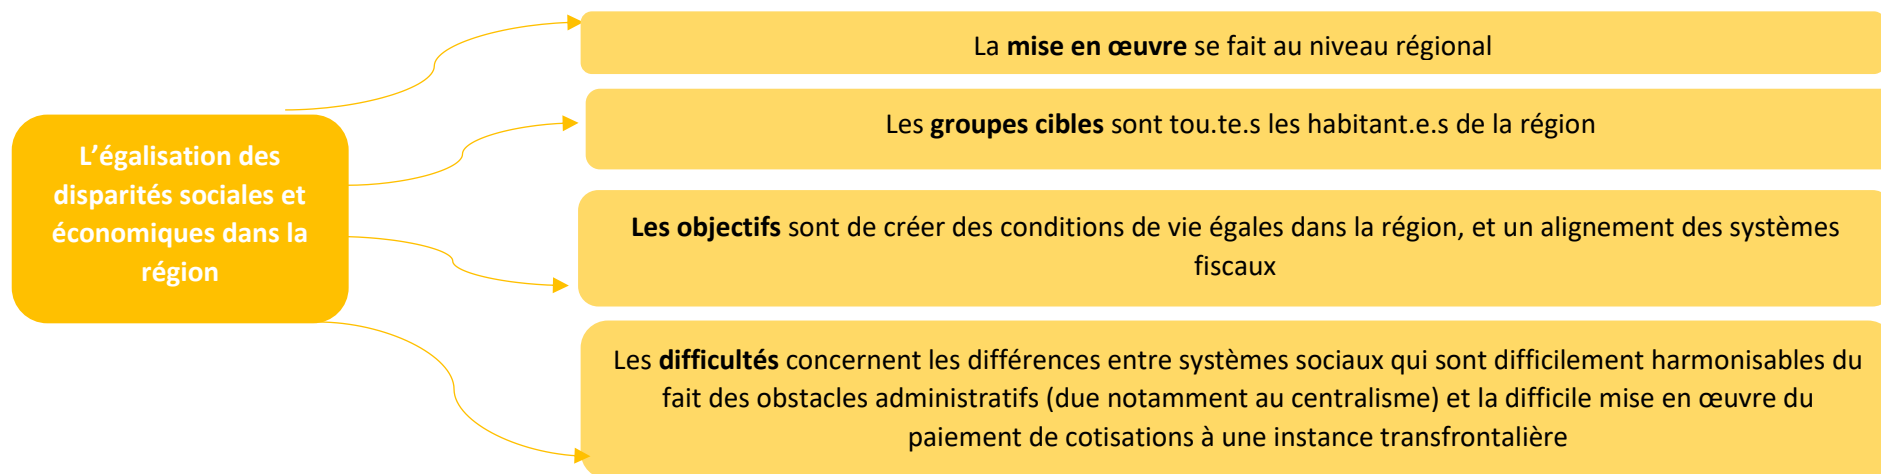 L’égalisation des
disparités sociales et
économiques dans la
région
La mise en œuvre se fait au niveau régional
Les groupes cibles sont tou.te.s les habitant.e.s de la région
Les objectifs sont de créer des conditions de vie égales dans la région, et un alignement des systèmes
fiscaux
Les difficultés concernent les différences entre systèmes sociaux qui sont difficilement harmonisables du
fait des obstacles administratifs (due notamment au centralisme) et la difficile mise en œuvre du
paiement de cotisations à une instance transfrontalière